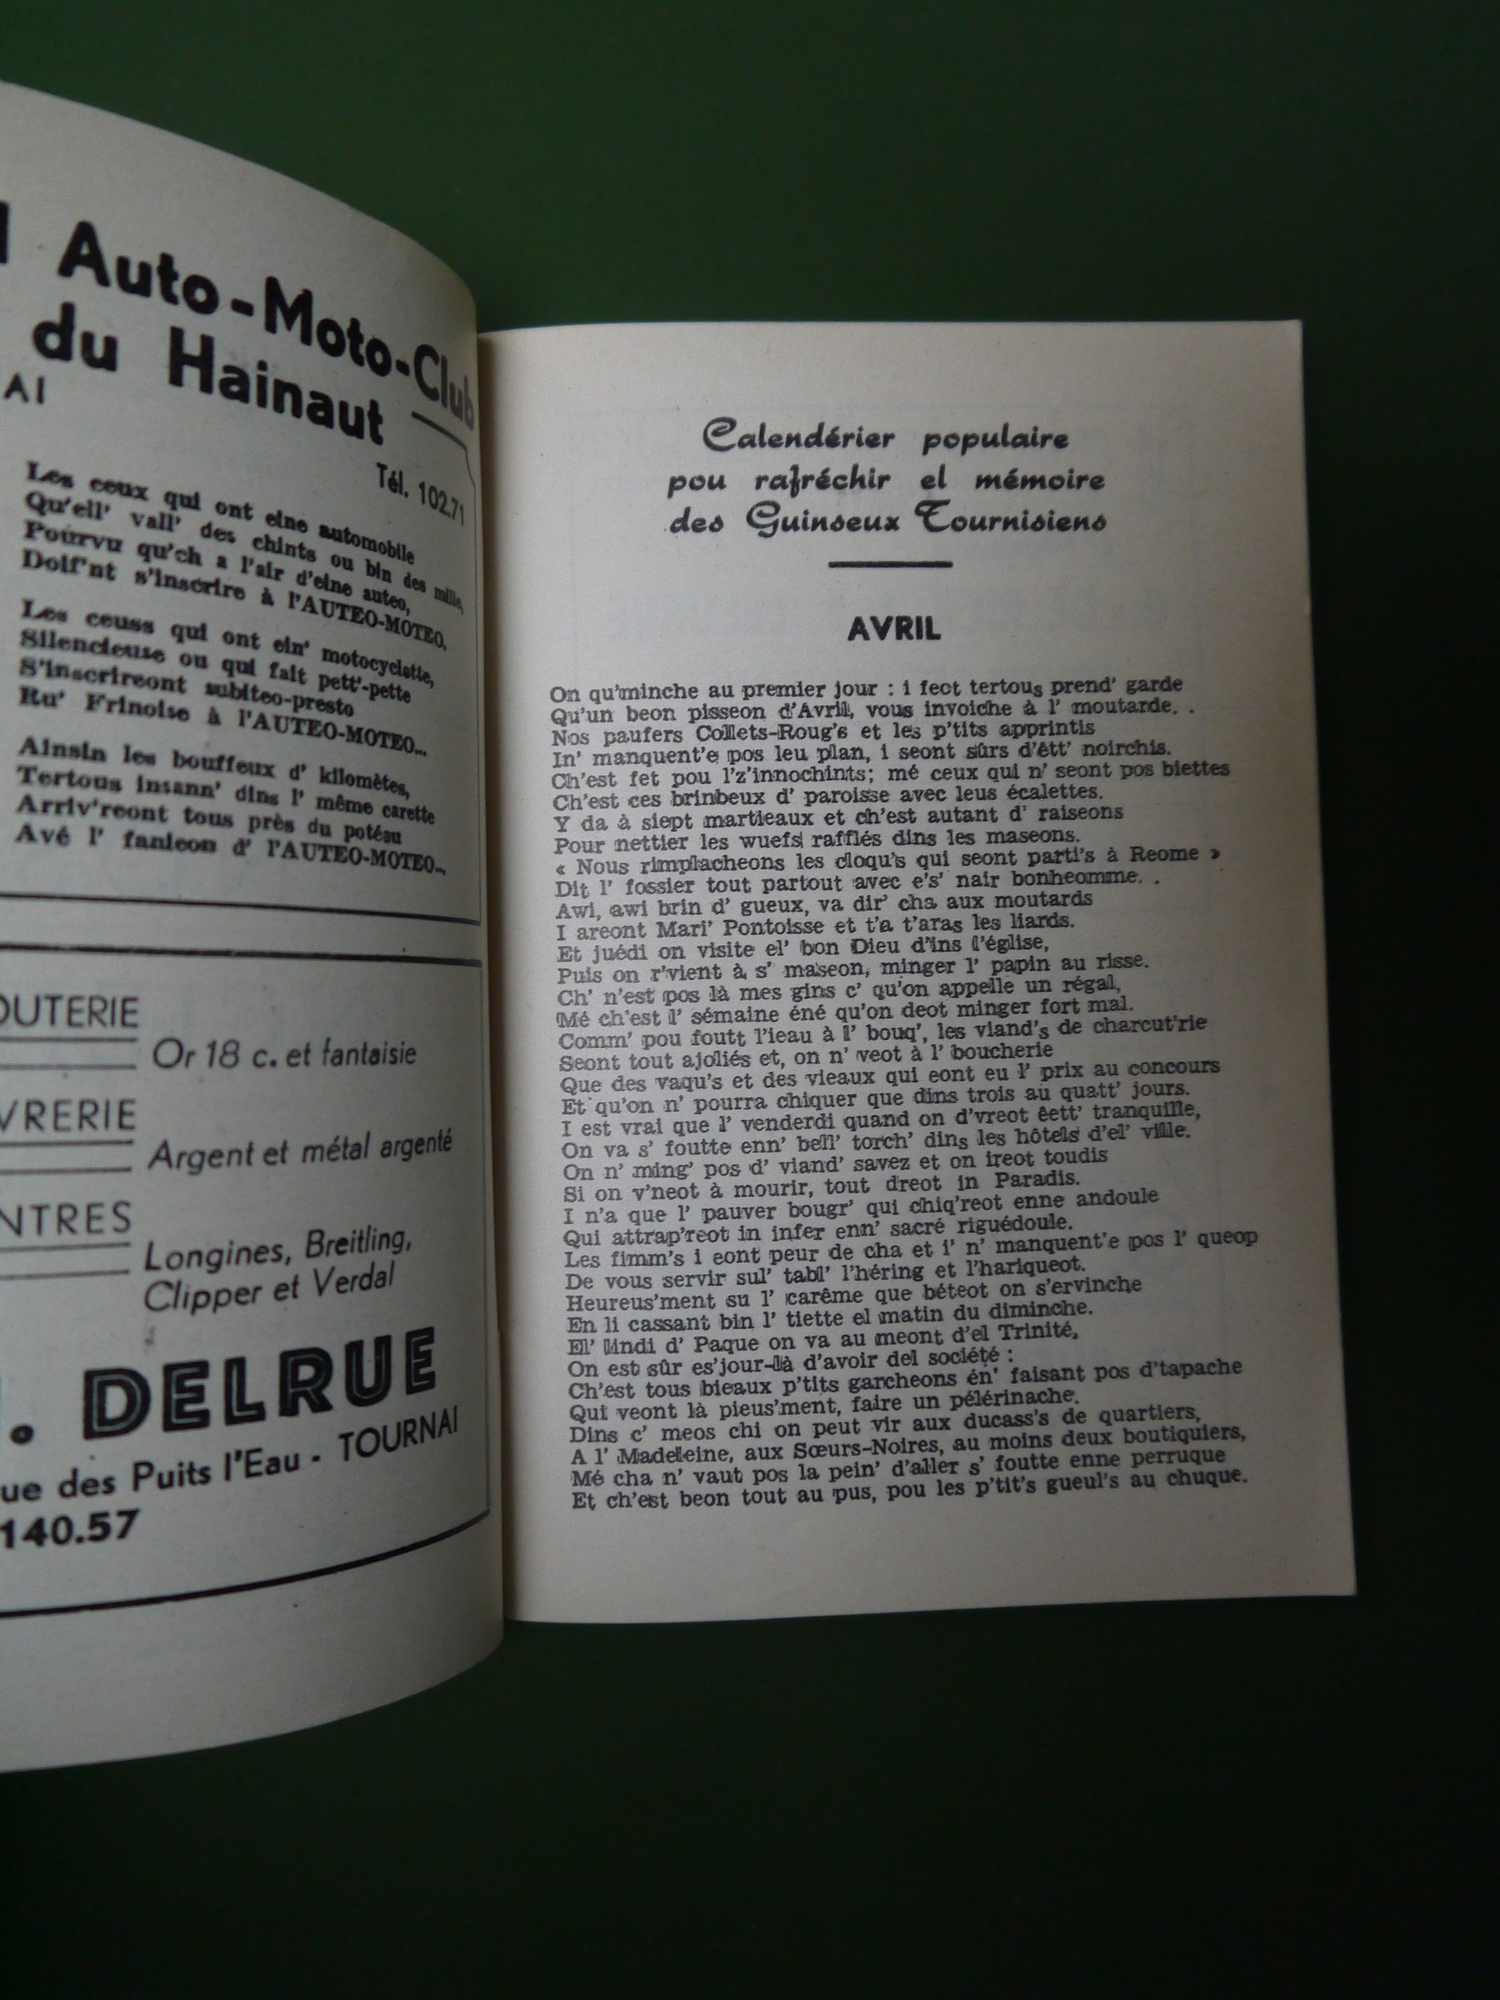 Auto-Moto-Club
du Hainaut
AI
Tél. 102.71
Les ceux qui ont eine automobile
Qu'ell' vall' des chints ou bin des mille,
Pourvu qu'ch a l'air d'eine auteo,
Doif'nt s'inscrire à l'AUTEO-MOTEO.
Les ceuss qui ont ein' motocyclette,
Silencieuse ou qui fait pett'-pette
S'inscrireont subiteo-presto
Ru' Frinoise à l'AUTEO-MOTEO...
Ainsin les bouffeux d' kilomètes,
Tertous insann' dins l' même carette
Arriv'reont tous près du potéau
Avé l' fanieon d' l'AUTEO-MOTEO...
OUTERIE
Or 18 c. et fantaisie
VRERIE
Argent et métal argenté
NTRES
Longines, Breitling,
Clipper et Verdal
. DELRUE
ue des Puits l'Eau - TOURNAI
140.57
Calendérier populaire
pou rafréchir el mémoire
des Guinseux Tournisiens
AVRIL
On qu'minche au premier jour : i feot tertous prend' garde
Qu'un beon pisseon d'Avril, vous invoiche à l' moutarde. .
Nos paufers Collets-Roug's et les p'tits apprintis
In' manquent'e pos leu plan, i seont sûrs d'êtt' noirchis.
Ch'est fet pou l'z'innochints; mé ceux qui n' seont pos biettes
Ch'est ces brinbeux d' paroisse avec leus écalettes.
Y da à siept martieaux et ch'est autant d' raiseons
Pour nettier les wuefs rafflés dins les maseons.
« Nous rimplacheons les cloqu's qui seont parti's à Reome »
Dit l' fossier tout partout avec e's' nair bonheomme. .
Awi, awi brin d' gueux, va dir' cha aux moutards
I areont Mari' Pontoisse et t'a t'aras les liards.
Et juédi on visite el' bon Dieu d'ins l'église,
Puis on r'vient à s' maseon, minger l' papin au risse.
Ch' n'est pos là mes gins c' qu'on appelle un régal,
Mé ch'est l' sémaine éné qu'on deot minger fort mal.
Comm' pou foutt l'ieau à l' bouq', les viand's de charcut'rie
Seont tout ajoliés et, on n' veot à l' boucherie
Que des vaqu's et des vieaux qui eont eu l' prix au concours
Et qu'on n' pourra chiquer que dins trois au quatt' jours.
I est vrai que l' venderdi quand on d'vreot êett' tranquille,
On va s' foutte enn' bell' torch' dins les hôtels d'el' ville.
On n' ming' pos d' viand' savez et on ireot toudis
Si on v'neot à mourir, tout dreot in Paradis.
I n'a que l' pauver bougr' qui chiq'reot enne andoule
Qui attrap'reot in infer enn' sacré riguédoule.
Les fimm's i eont peur de cha et i' n' manquent'e pos l' queop
De vous servir sul' tabl' l'héring et l'hariqueot.
Heureus'ment su l' carême que béteot on s'ervinche
En li cassant bin l' tiette el matin du diminche.
El' lindi d' Paque on va au meont d'el Trinité,
On est sûr es'jour-là d'avoir del société :
Ch'est tous bieaux p'tits garcheons én' faisant pos d'tapache
Qui veont là pieus'ment, faire un pélérinache.
Dins c' meos chi on peut vir aux ducass's de quartiers,
A l' Madeleine, aux Sœurs-Noires, au moins deux boutiquiers,
Mé cha n' vaut pos la pein' d'aller s' foutte enne perruque
Et ch'est beon tout au pus, pou les p'tit's gueul's au chuque.